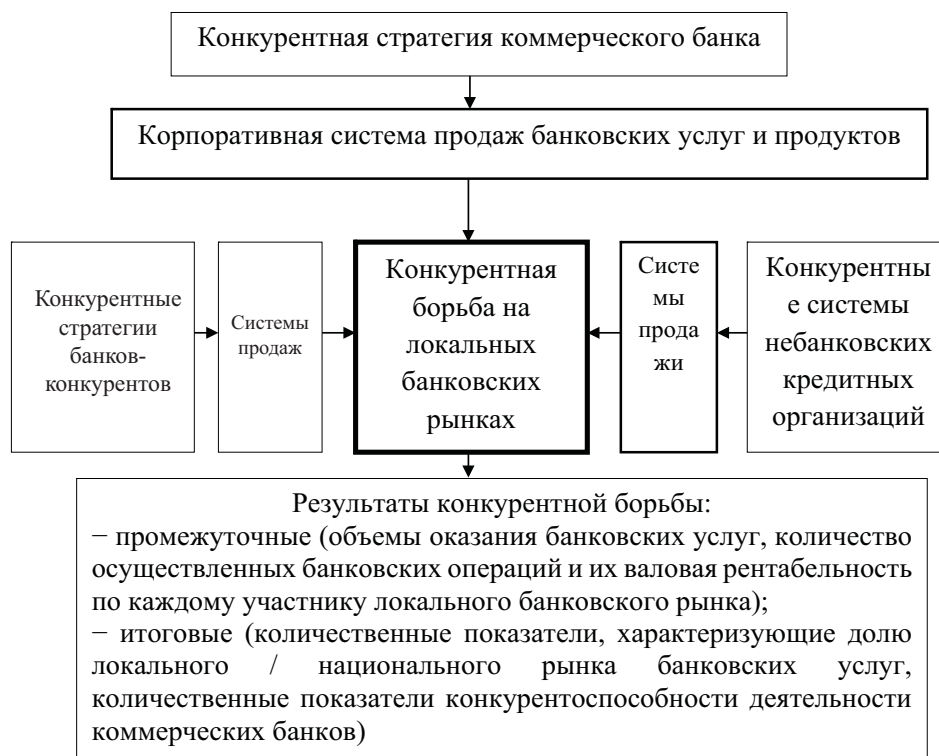 Конкурентная стратегия коммерческого банка
Корпоративная система продаж банковских услуг и продуктов
Конкурентные
стратегии
банков-
конкурентов
Системы
продаж
Конкурентная
борьба на
локальных
банковских
рынках
Систе
мы
прода
жи
Конкурентны
е системы
небанковских
кредитных
организаций
Результаты конкурентной борьбы:
− промежуточные (объемы оказания банковских услуг, количество
осуществленных банковских операций и их валовая рентабельность
по каждому участнику локального банковского рынка);
− итоговые (количественные показатели, характеризующие долю
локального / национального рынка банковских услуг,
количественные показатели конкурентоспособности деятельности
коммерческих банков)